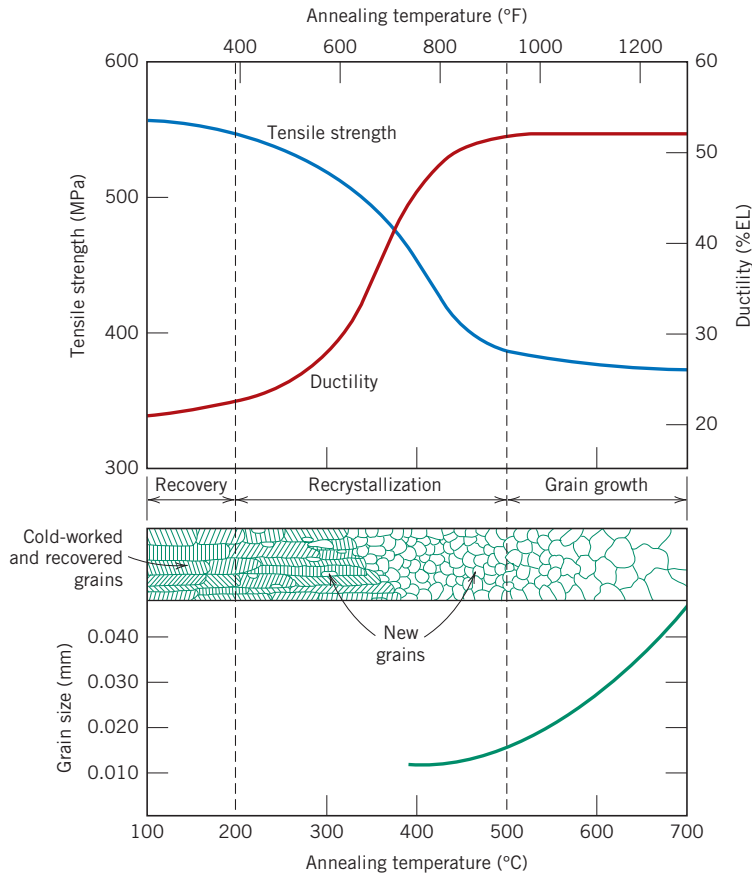 Annealing temperature (°F)
400 600 800 1000 1200
600
60
Tensile strength
50
500
40
Tensile strength (MPa)
Ductility (%EL)
400
30
Ductility
20
300
Recovery Recrystallization Grain growth
Cold-worked
and recovered
grains
New
grains
0.040
0.030
Grain size (mm)
0.020
0.010
100 200 300 400 500 600 700
Annealing temperature (°C)